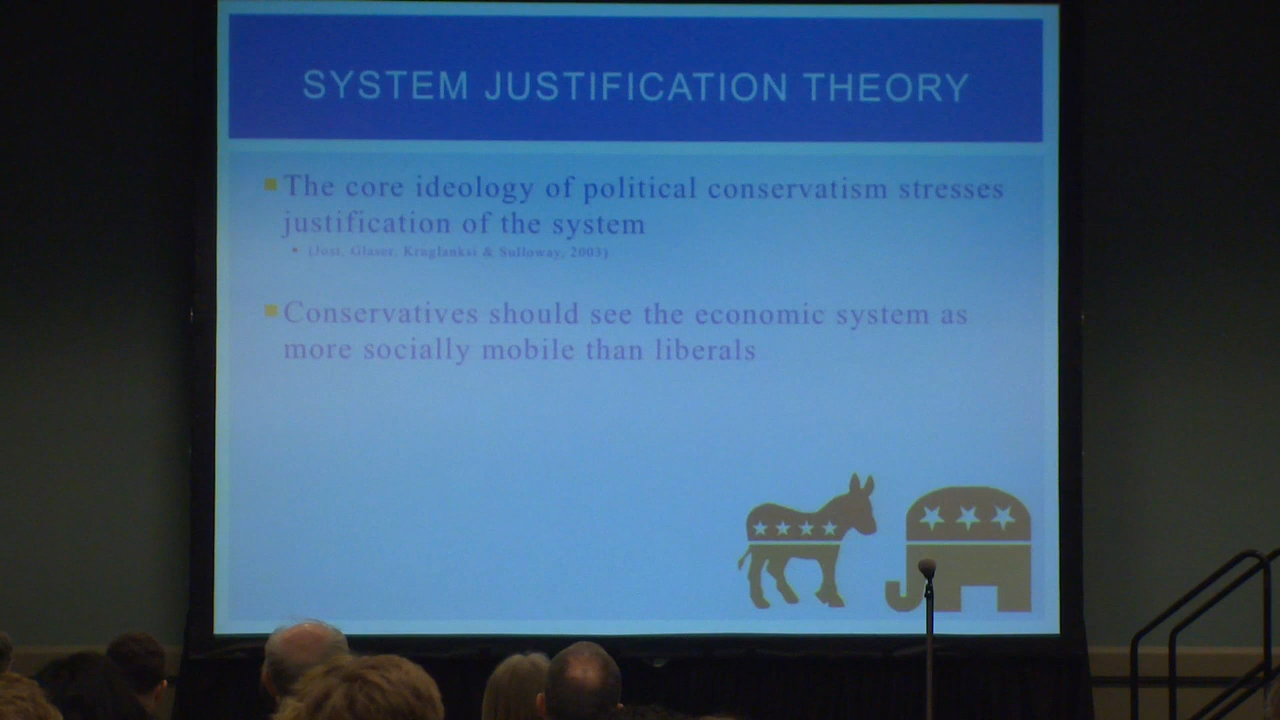 SYSTEM JUSTIFICATION THEORY
The core ideology of political conservatism stresses
justification of the system
(Jost, Glaser, Kruglanksi & Sulloway, 2003)
Conservatives should see the economic system as
more socially mobile than liberals